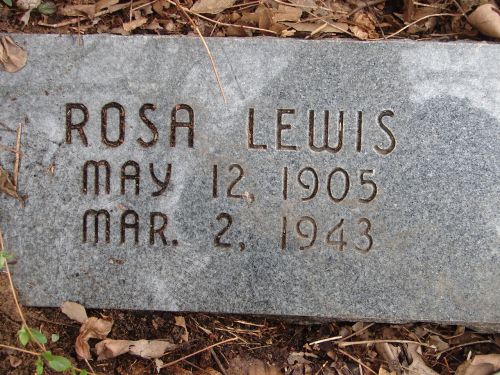 ROSA LEWIS
MAY 12, 1905
MAR. 2, 1943